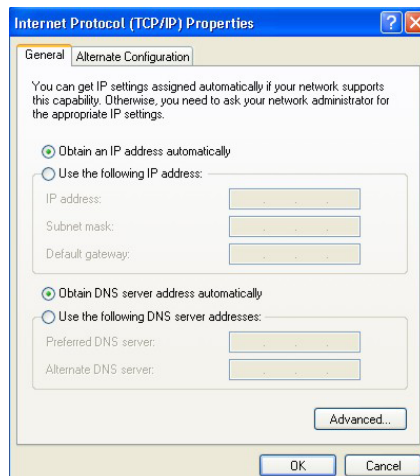 Internet Protocol (TCP/IP) Properties
General
Alternate Configuration
You can get IP settings assigned automatically if your network supports
this capability. Otherwise, you need to ask your network administrator for
the appropriate IP settings.
Obtain an IP address automatically
Use the following IP address:
IP address:
Subnet mask:
Default gateway:
Obtain DNS server address automatically
Use the following DNS server addresses:
Preferred DNS server:
Alternate DNS server:
Advanced...
OK
Cancel